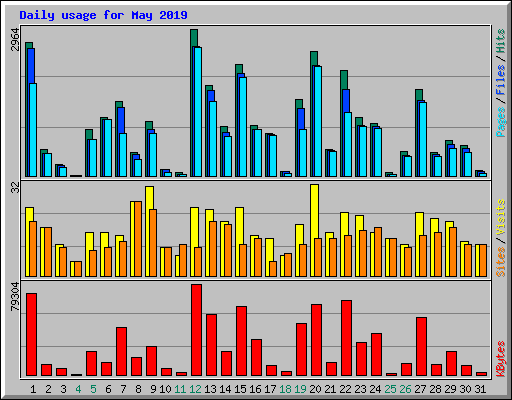 Daily usage for May 2019
2964
Pages / Files / Hits
32
Sites / Visits
79304
KBytes
1 2 3 4 5 6 7 8 9 10 11 12 13 14 15 16 17 18 19 20 21 22 23 24 25 26 27 28 29 30 31